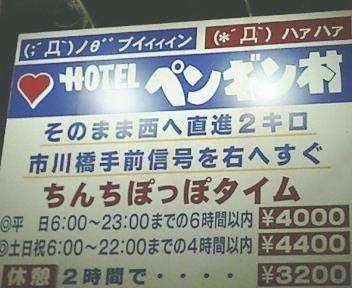 (;´Д`)ノθ゛゛ブイィィィン
(*´Д`) ハァハァ
HOTEL ペンギン村
そのまま西へ直進2キロ
市川橋手前信号を右へすぐ
ちんちぽっぽタイム
◎平 日6:00〜23:00までの6時間以内 ¥4000
◎土日祝6:00〜22:00までの4時間以内 ¥4400
休憩 2時間で・・・・ ¥3200